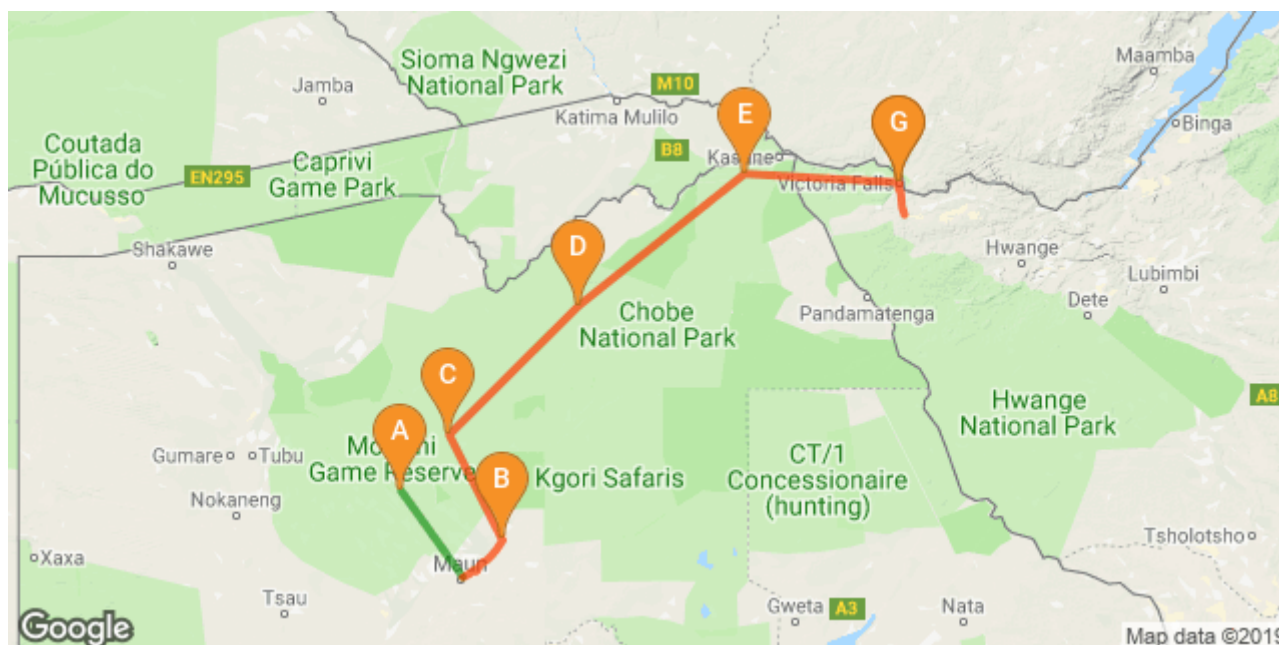 Sioma Ngwezi
National Park
Jamba
M10
Katima Mulilo
Maamba
Binga
Coutada
Pública do
Mucusso
EN295
Caprivi
Game Park
B8
E
Kasane
G
Victoria Falls
Shakawe
D
Hwange
Lubimbi
Dete
Chobe
National Park
Pandamatenga
C
A
Game Reserve
Gumare
Tubu
Nokaneng
B
Kgori Safaris
CT/1
Concessionaire
(hunting)
Hwange
National Park
A8
Xaxa
Maun
Tsau
Tsholotsho
Gweta
A3
Nata
Google
Map data ©2019